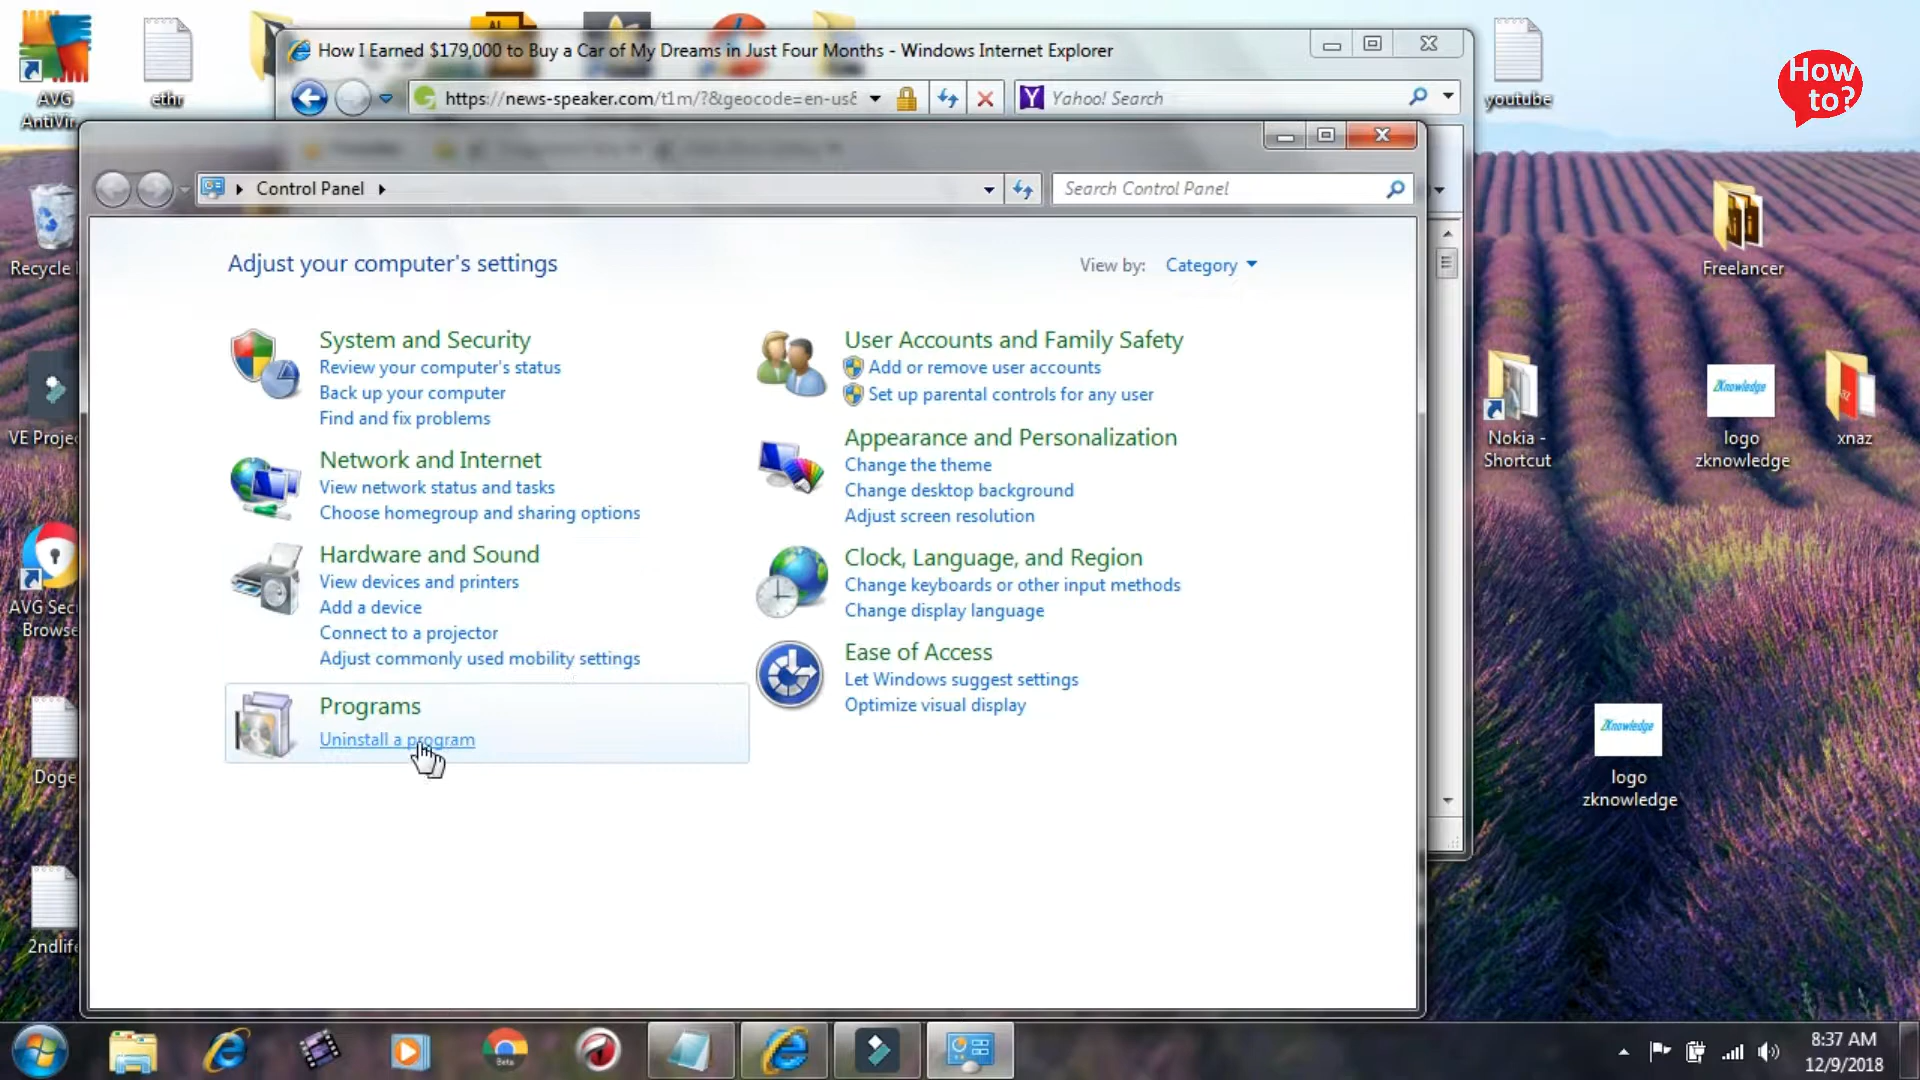 How I Earned $179,000 to Buy a Car of My Dreams in Just Four Months - Windows Internet Explorer
https://news-speaker.com/t1m/?&geocode=en-us&
Yahoo! Search
How to?
Control Panel
Search Control Panel
Adjust your computer's settings
View by: Category
System and Security
Review your computer's status
Back up your computer
Find and fix problems
Network and Internet
View network status and tasks
Choose homegroup and sharing options
Hardware and Sound
View devices and printers
Add a device
Connect to a projector
Adjust commonly used mobility settings
Programs
Uninstall a program
User Accounts and Family Safety
Add or remove user accounts
Set up parental controls for any user
Appearance and Personalization
Change the theme
Change desktop background
Adjust screen resolution
Clock, Language, and Region
Change keyboards or other input methods
Change display language
Ease of Access
Let Windows suggest settings
Optimize visual display
AVG
AntiVir
ethr
youtube
Recycle
VE Projec
AVG Sec
Browse
Doge
2ndlife
Freelancer
Nokia -
Shortcut
ZKnowledge
logo
zknowledge
xnaz
ZKnowledge
logo
zknowledge
Beta
8:37 AM
12/9/2018